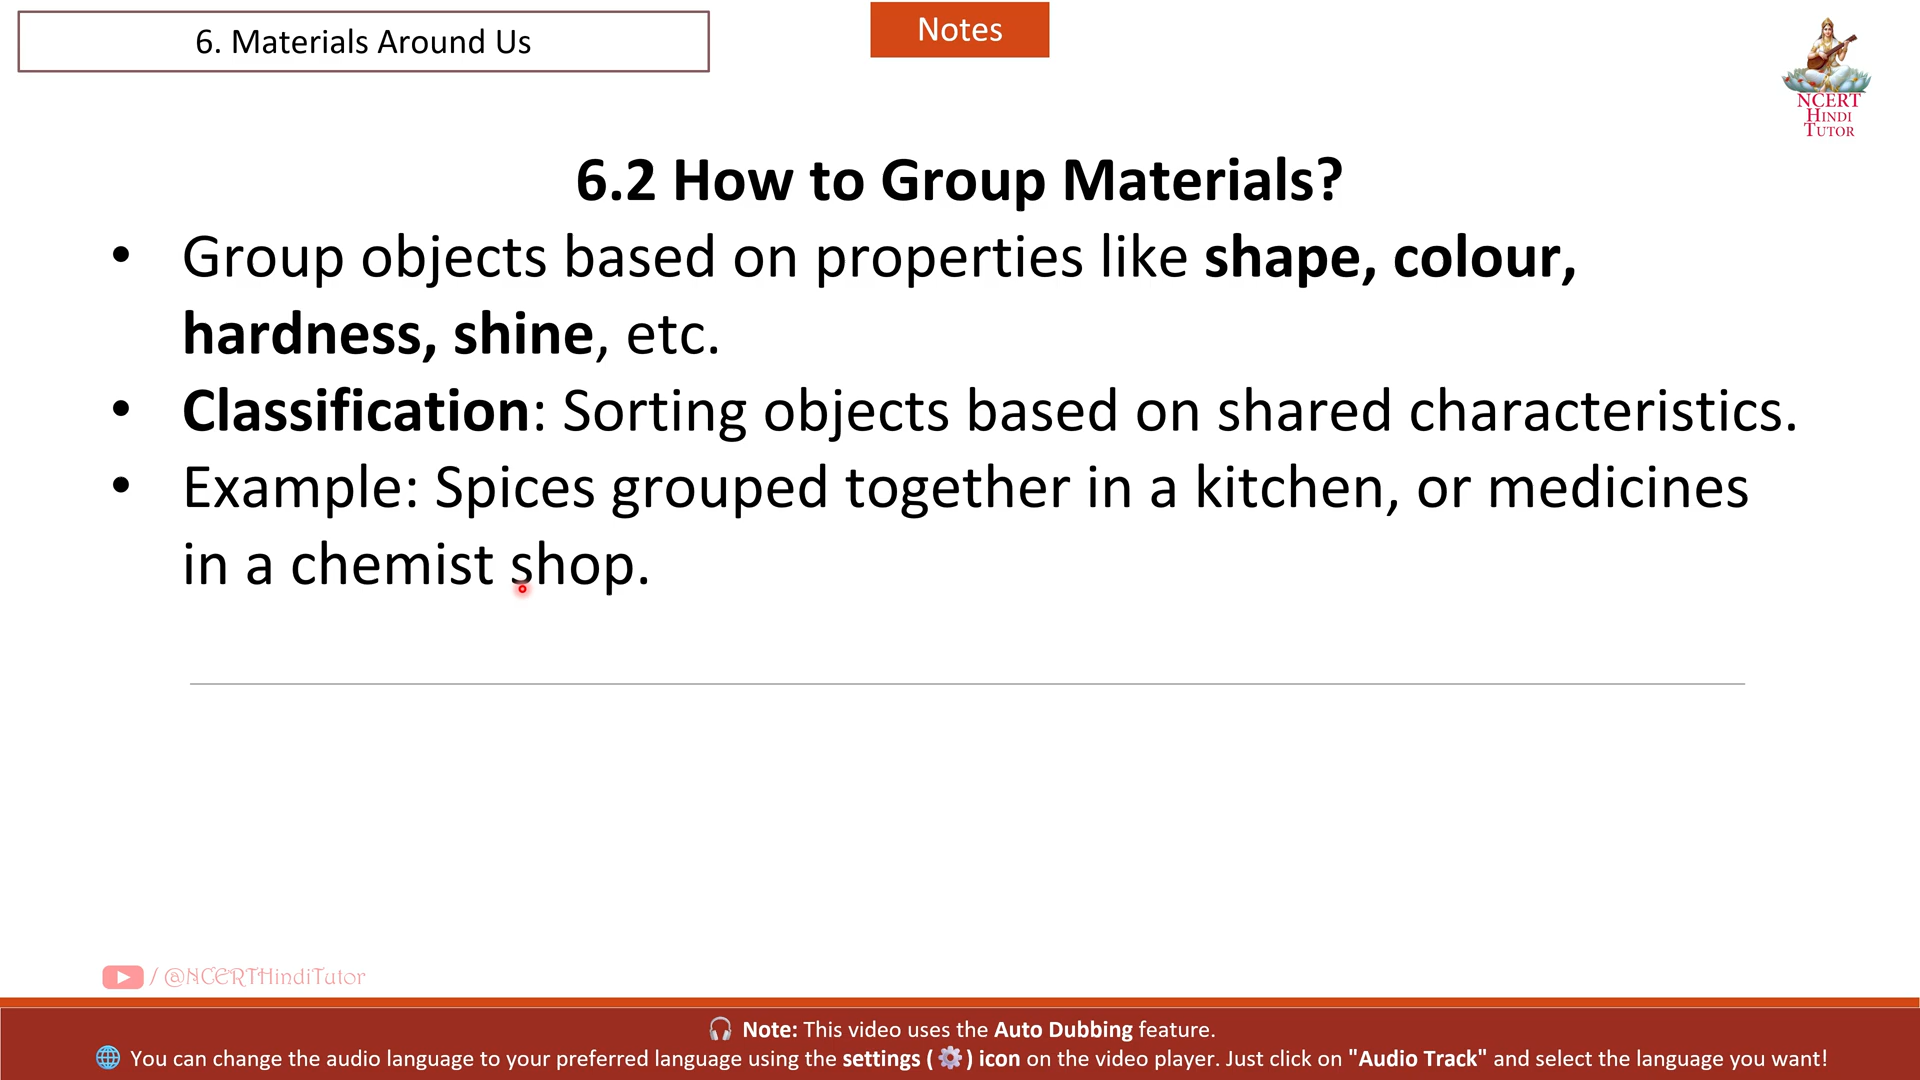 6. Materials Around Us
Notes
NCERT
HINDI
TUTOR
6.2 How to Group Materials?
• Group objects based on properties like shape, colour,
hardness, shine, etc.
• Classification: Sorting objects based on shared characteristics.
• Example: Spices grouped together in a kitchen, or medicines
in a chemist shop.
/ @NCERTHindiTutor
🎧 Note: This video uses the Auto Dubbing feature.
🌐 You can change the audio language to your preferred language using the settings ( ⚙️ ) icon on the video player. Just click on "Audio Track" and select the language you want!